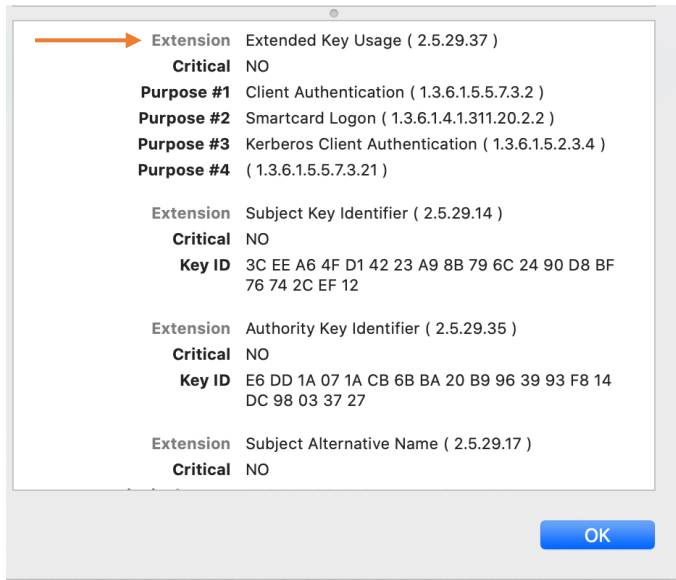 Extension Extended Key Usage ( 2.5.29.37 )
Critical NO
Purpose #1 Client Authentication ( 1.3.6.1.5.5.7.3.2 )
Purpose #2 Smartcard Logon ( 1.3.6.1.4.1.311.20.2.2 )
Purpose #3 Kerberos Client Authentication ( 1.3.6.1.5.2.3.4 )
Purpose #4 ( 1.3.6.1.5.5.7.3.21 )
Extension Subject Key Identifier ( 2.5.29.14 )
Critical NO
Key ID 3C EE A6 4F D1 42 23 A9 8B 79 6C 24 90 D8 BF
76 74 2C EF 12
Extension Authority Key Identifier ( 2.5.29.35 )
Critical NO
Key ID E6 DD 1A 07 1A CB 6B BA 20 B9 96 39 93 F8 14
DC 98 03 37 27
Extension Subject Alternative Name ( 2.5.29.17 )
Critical NO
OK